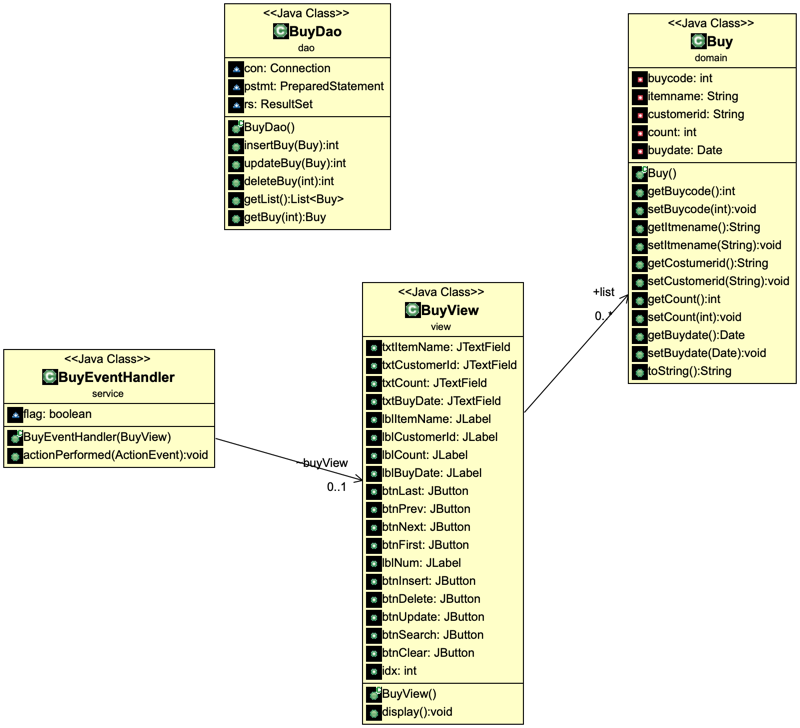 <<Java Class>>
BuyDao
dao
con: Connection
pstmt: PreparedStatement
rs: ResultSet
BuyDao()
insertBuy(Buy):int
updateBuy(Buy):int
deleteBuy(int):int
getList():List<Buy>
getBuy(int):Buy
<<Java Class>>
Buy
domain
buycode: int
itemname: String
customerid: String
count: int
buydate: Date
Buy()
getBuycode():int
setBuycode(int):void
getItmename():String
setItmename(String):void
getCostumerid():String
setCustomerid(String):void
getCount():int
setCount(int):void
getBuydate():Date
setBuydate(Date):void
toString():String
+list
0..*
<<Java Class>>
BuyView
view
txtItemName: JTextField
txtCustomerId: JTextField
txtCount: JTextField
txtBuyDate: JTextField
lblItemName: JLabel
lblCustomerId: JLabel
lblCount: JLabel
lblBuyDate: JLabel
btnLast: JButton
btnPrev: JButton
btnNext: JButton
btnFirst: JButton
lblNum: JLabel
btnInsert: JButton
btnDelete: JButton
btnUpdate: JButton
btnSearch: JButton
btnClear: JButton
idx: int
BuyView()
display():void
<<Java Class>>
BuyEventHandler
service
flag: boolean
BuyEventHandler(BuyView)
actionPerformed(ActionEvent):void
~buyView
0..1